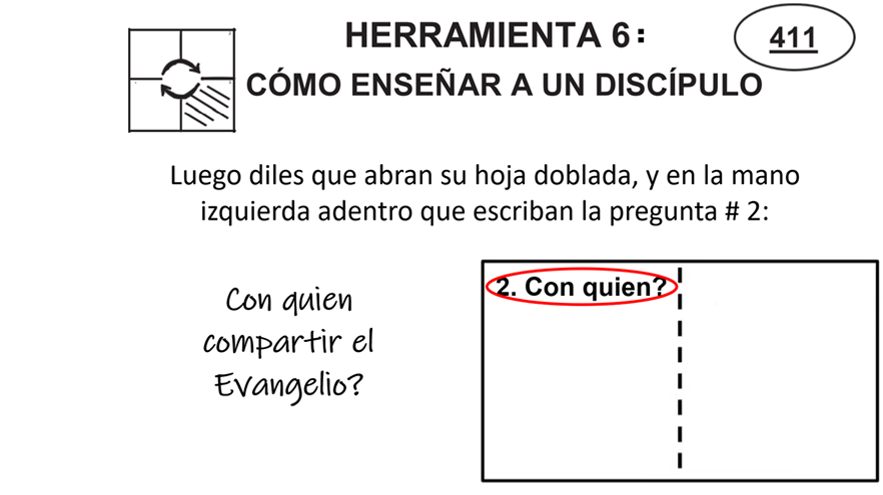 HERRAMIENTA 6:
411
CÓMO ENSEÑAR A UN DISCÍPULO
Luego diles que abran su hoja doblada, y en la mano
izquierda adentro que escriban la pregunta # 2:
Con quien
compartir el
Evangelio?
2. Con quien?